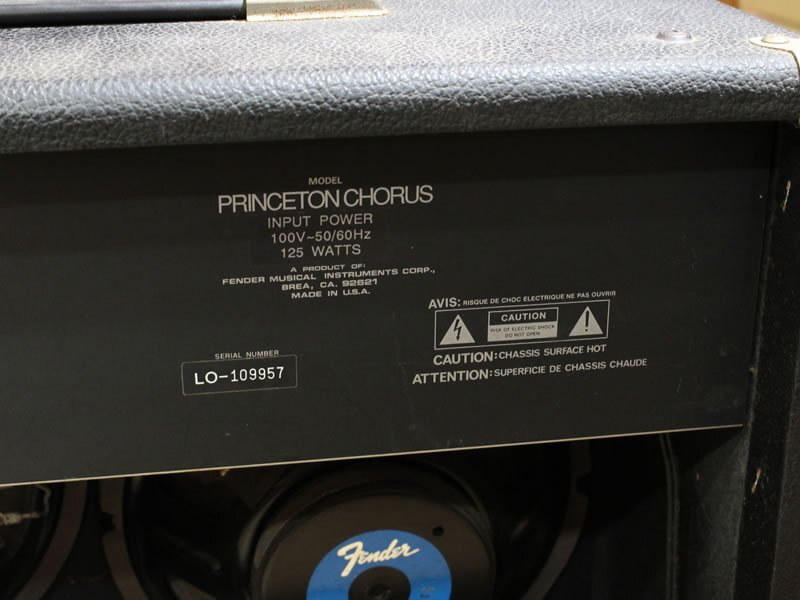 MODEL
PRINCETON CHORUS
INPUT POWER
100V~50/60Hz
125 WATTS
A PRODUCT OF:
FENDER MUSICAL INSTRUMENTS CORP.,
BREA, CA. 92621
MADE IN U.S.A.
AVIS: RISQUE DE CHOC ELECTRIQUE NE PAS OUVRIR
CAUTION
RISK OF ELECTRIC SHOCK
DO NOT OPEN
CAUTION: CHASSIS SURFACE HOT
ATTENTION: SUPERFICIE DE CHASSIS CHAUDE
SERIAL NUMBER
LO-109957
Fender